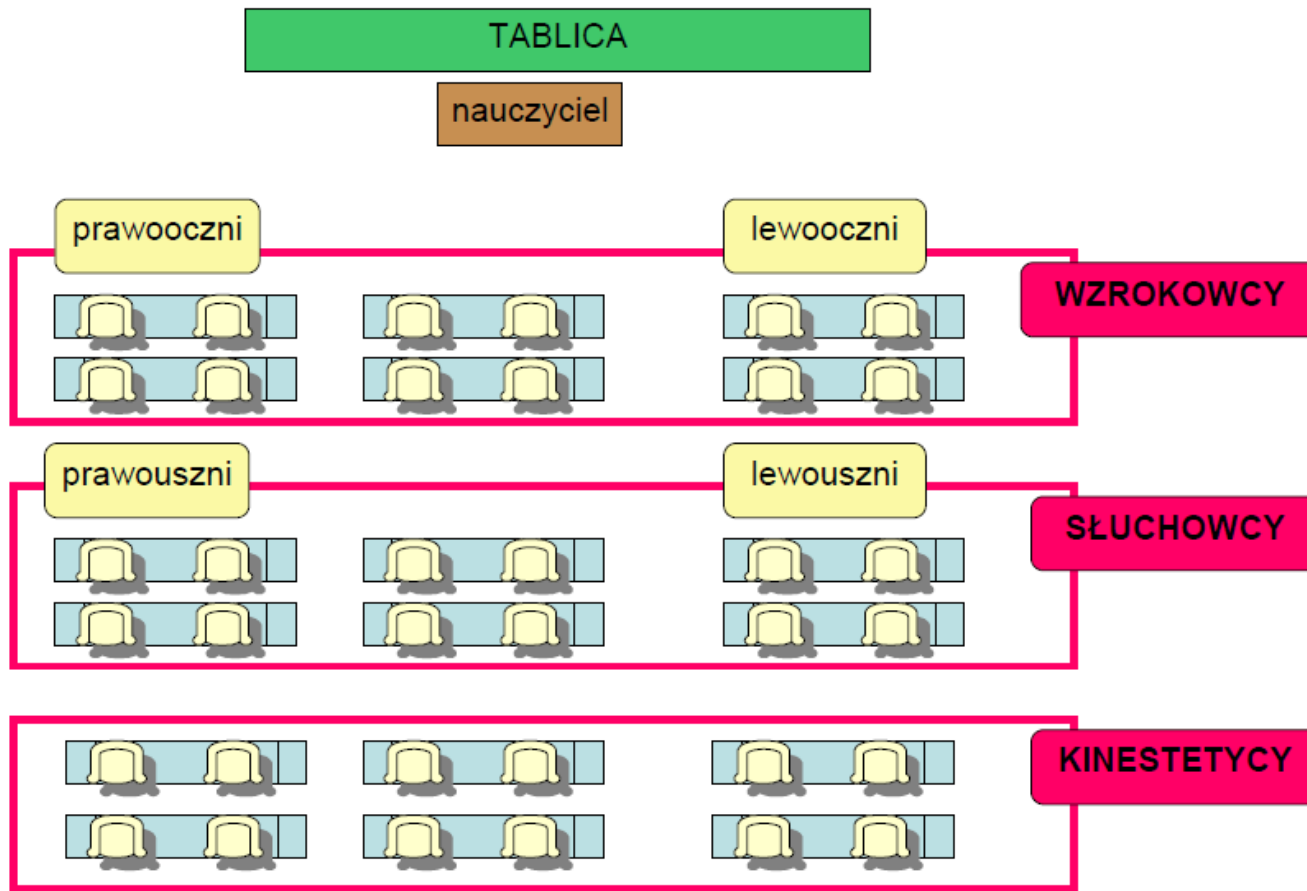 TABLICA
nauczyciel
prawooczni
lewooczni
WZROKOWCY
prawouszni
lewouszni
SŁUCHOWCY
KINESTETYCY